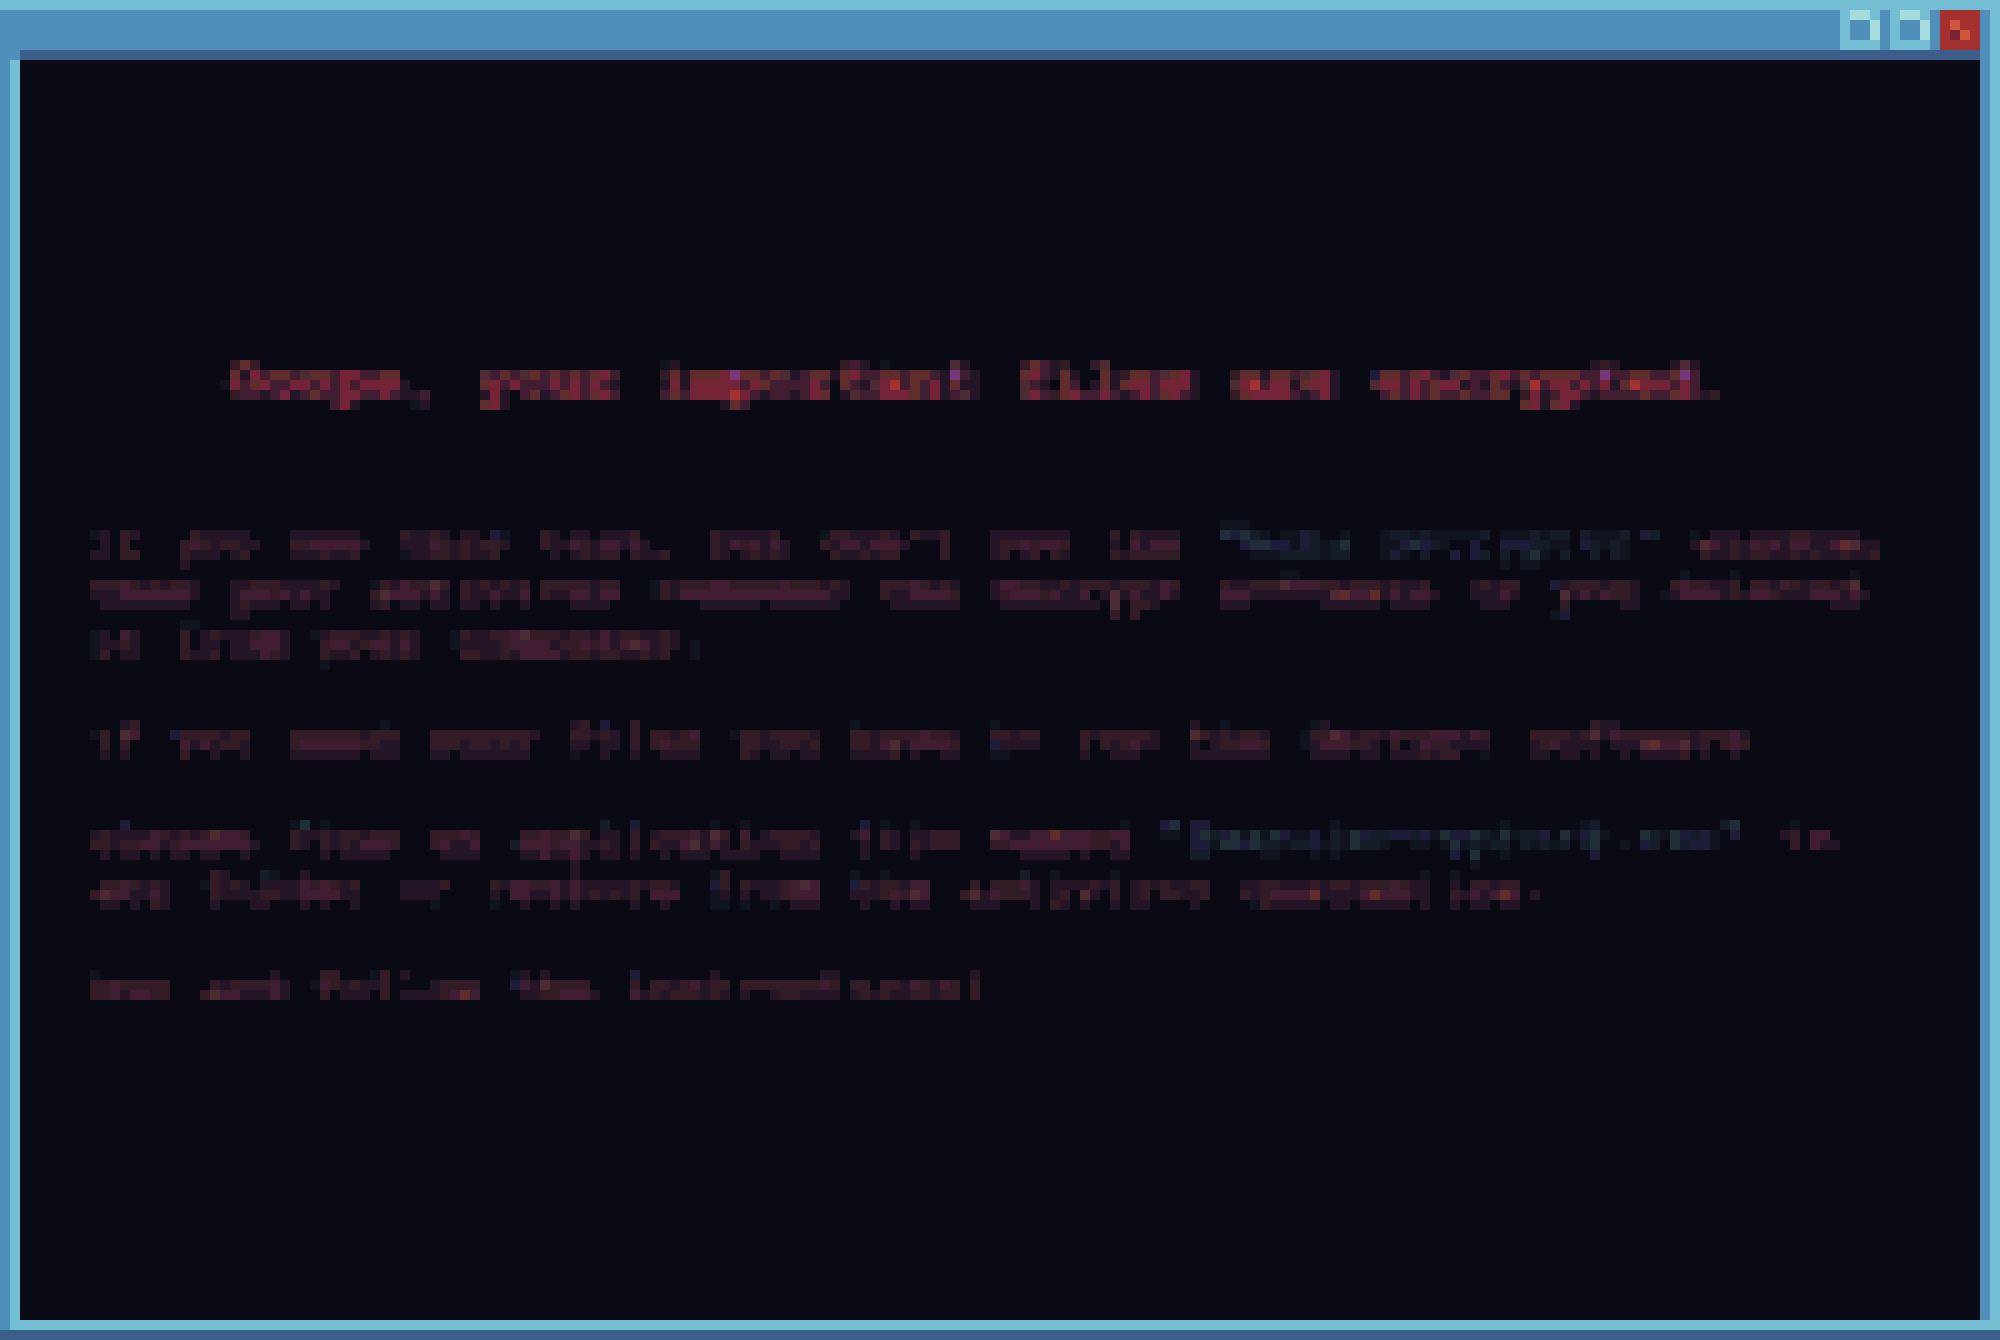 Ooops, your important files are encrypted.
If you see this text, but don't see the " " window,
then your antivirus removed the decrypt software or you deleted
it from your computer.
If you need your files you have to run the decrypt software
please find an application file named " .exe" in
any folder or restore from the antivirus quarantine.
Run and follow the instructions!